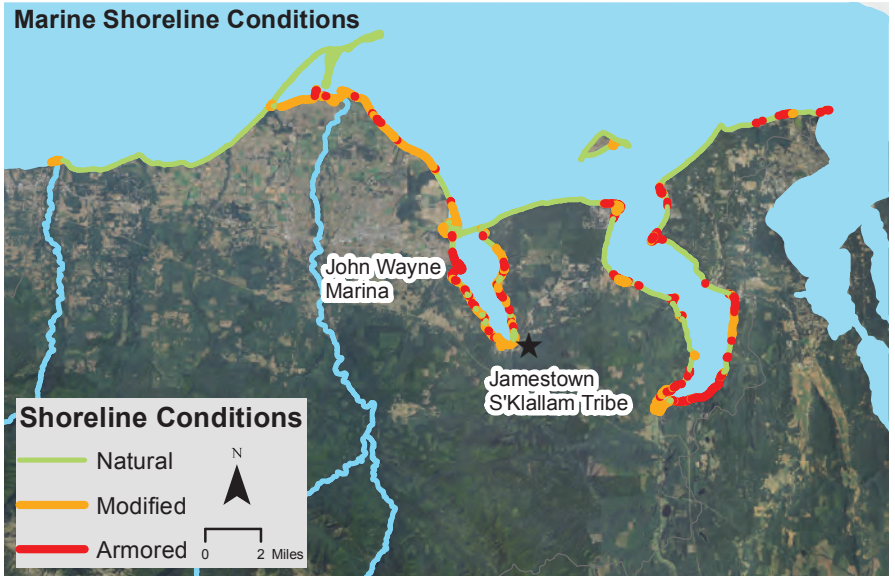 Marine Shoreline Conditions
John Wayne
Marina
Jamestown
S'Klallam Tribe
Shoreline Conditions
Natural
Modified
Armored
N
0 2 Miles